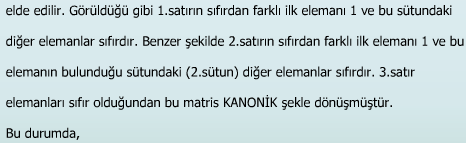 elde edilir. Görüldüğü gibi 1.satırın sıfırdan farklı ilk elemanı 1 ve bu sütundaki
diğer elemanlar sıfırdır. Benzer şekilde 2.satırın sıfırdan farklı ilk elemanı 1 ve bu
elemanın bulunduğu sütundaki (2.sütun) diğer elemanlar sıfırdır. 3.satır
elemanları sıfır olduğundan bu matris KANONİK şekle dönüşmüştür.
Bu durumda,